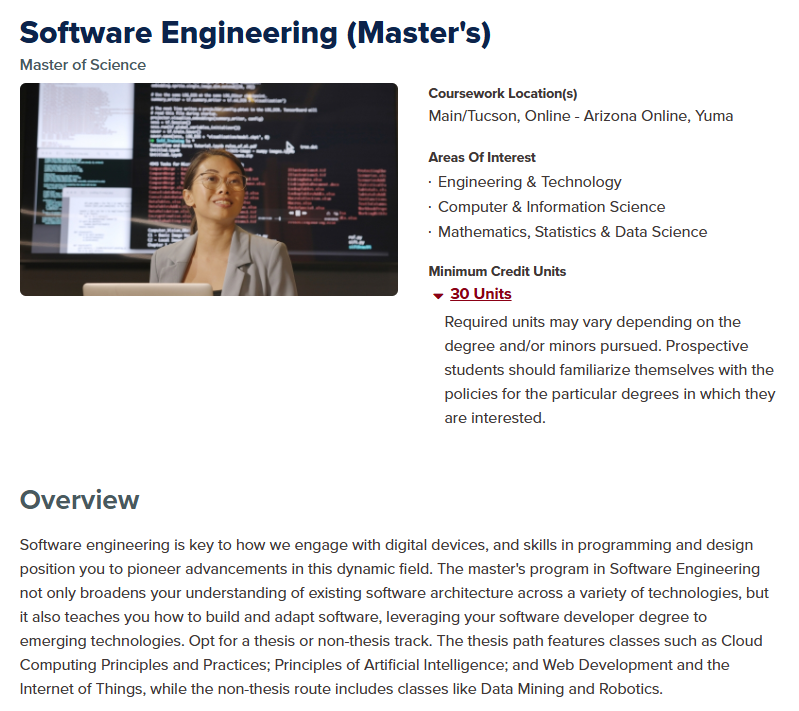 Software Engineering (Master's)
Master of Science
Coursework Location(s)
Main/Tucson, Online - Arizona Online, Yuma
Areas Of Interest
· Engineering & Technology
· Computer & Information Science
· Mathematics, Statistics & Data Science
Minimum Credit Units
30 Units
Required units may vary depending on the
degree and/or minors pursued. Prospective
students should familiarize themselves with the
policies for the particular degrees in which they
are interested.
Overview
Software engineering is key to how we engage with digital devices, and skills in programming and design
position you to pioneer advancements in this dynamic field. The master's program in Software Engineering
not only broadens your understanding of existing software architecture across a variety of technologies, but
it also teaches you how to build and adapt software, leveraging your software developer degree to
emerging technologies. Opt for a thesis or non-thesis track. The thesis path features classes such as Cloud
Computing Principles and Practices; Principles of Artificial Intelligence; and Web Development and the
Internet of Things, while the non-thesis route includes classes like Data Mining and Robotics.